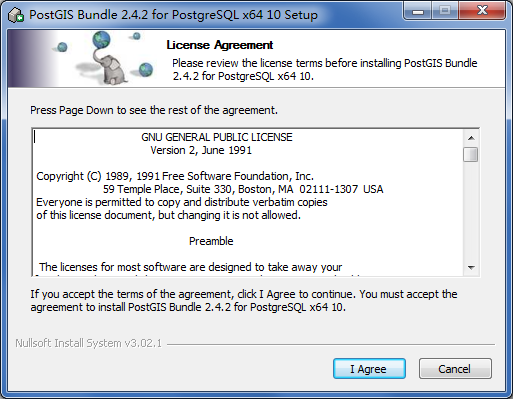 PostGIS Bundle 2.4.2 for PostgreSQL x64 10 Setup
License Agreement
Please review the license terms before installing PostGIS Bundle
2.4.2 for PostgreSQL x64 10.
Press Page Down to see the rest of the agreement.
GNU GENERAL PUBLIC LICENSE
Version 2, June 1991
Copyright (C) 1989, 1991 Free Software Foundation, Inc.
59 Temple Place, Suite 330, Boston, MA  02111-1307  USA
Everyone is permitted to copy and distribute verbatim copies
of this license document, but changing it is not allowed.
Preamble
The licenses for most software are designed to take away your
If you accept the terms of the agreement, click I Agree to continue. You must accept the
agreement to install PostGIS Bundle 2.4.2 for PostgreSQL x64 10.
Nullsoft Install System v3.02.1
I Agree
Cancel